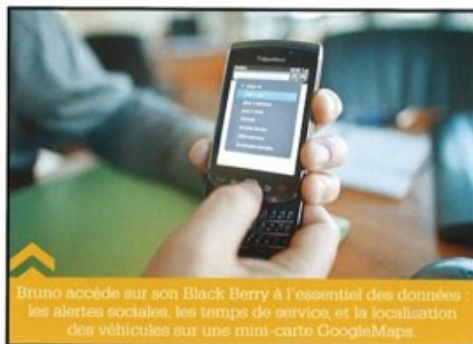 BlackBerry
Bruno accède sur son Black Berry à l'essentiel des données :
les alertes sociales, les temps de service, et la localisation
des véhicules sur une mini-carte GoogleMaps.